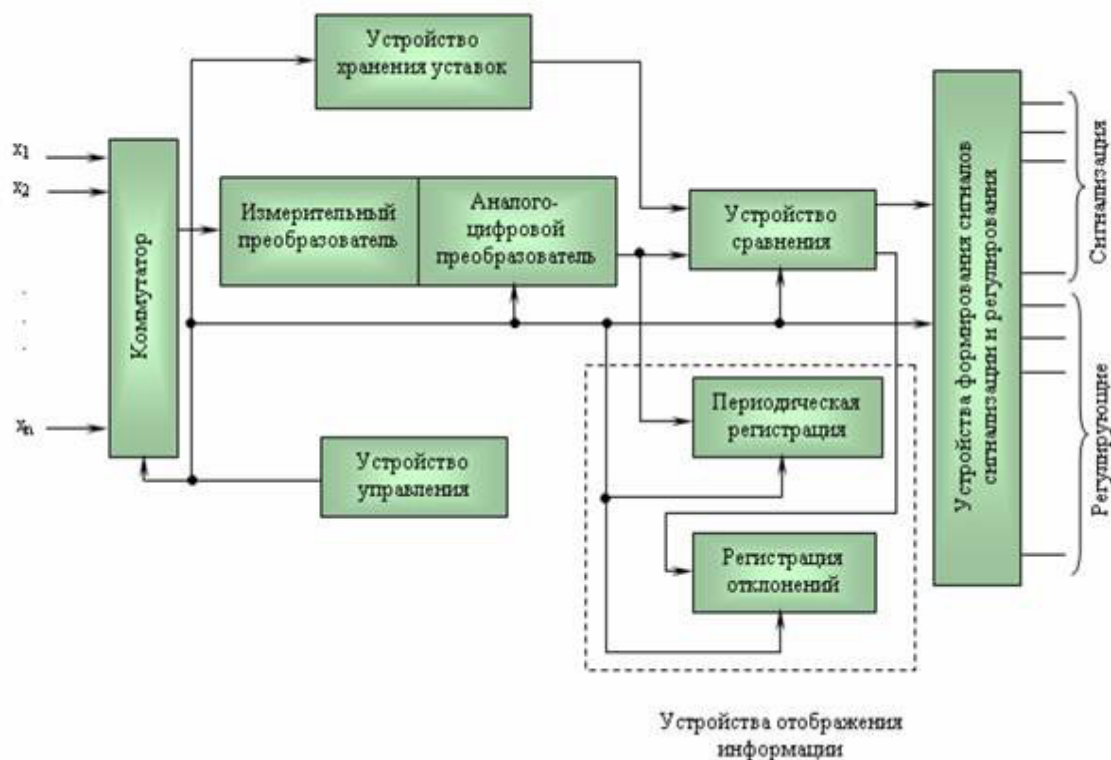 Устройство
хранения уставок
x1
x2
.
.
.
xn
Коммутатор
Измерительный
преобразователь
Аналого-
цифровой
преобразователь
Устройство
сравнения
Устройство
управления
Периодическая
регистрация
Регистрация
отклонений
Устройства отображения
информации
Устройства формирования сигналов
сигнализации и регулирования
Сигнализация
Регулирующие